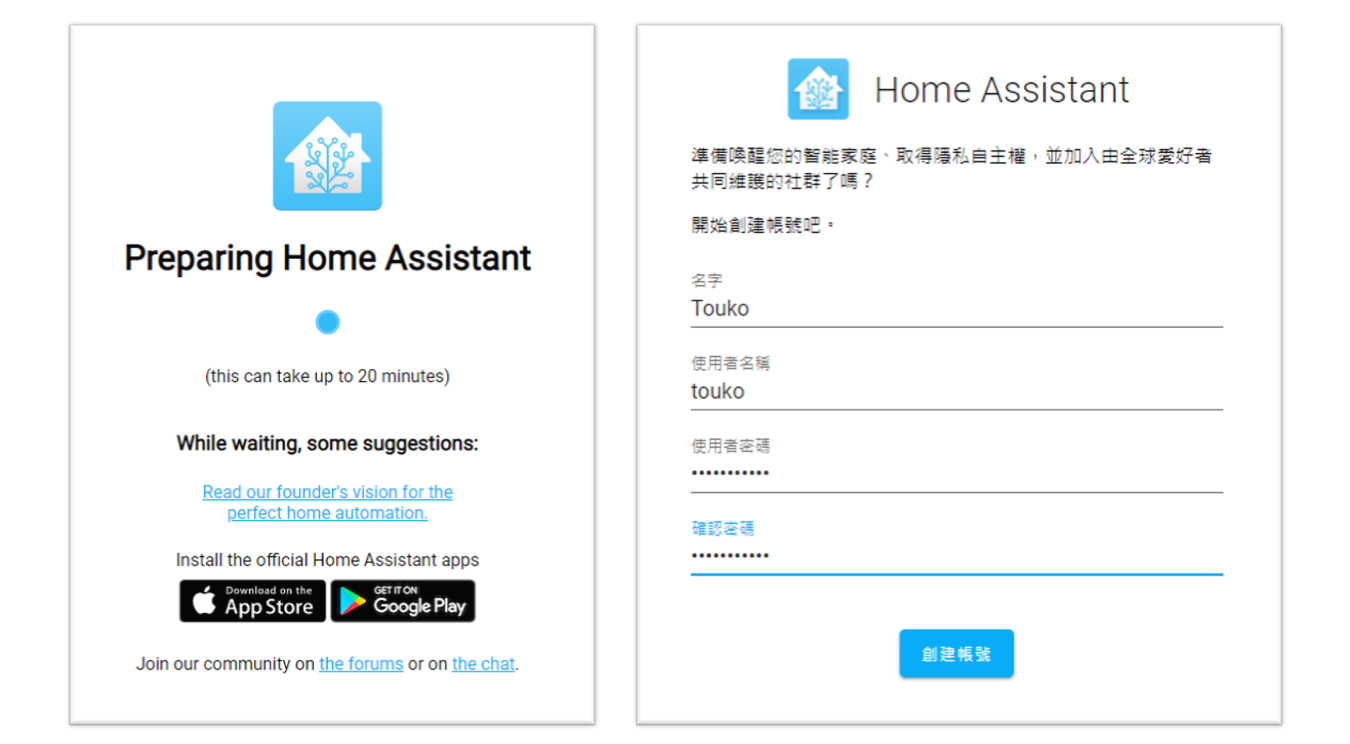 Preparing Home Assistant
(this can take up to 20 minutes)
While waiting, some suggestions:
Read our founder's vision for the
perfect home automation.
Install the official Home Assistant apps
Download on the
App Store
GET IT ON
Google Play
Join our community on the forums or on the chat.
Home Assistant
準備喚醒您的智能家庭、取得隱私自主權，並加入由全球愛好者
共同維護的社群了嗎？
開始創建帳號吧。
名字
Touko
使用者名稱
touko
使用者密碼
•••••••••••
確認密碼
•••••••••••
創建帳號